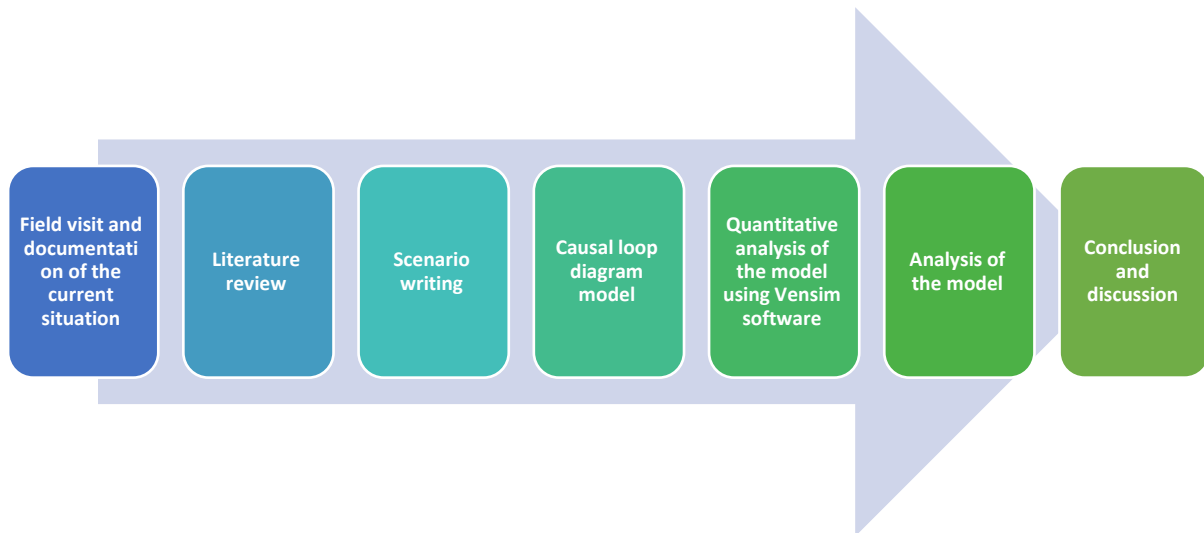 Field visit and
documentati
on of the
current
situation
Literature
review
Scenario
writing
Causal loop
diagram
model
Quantitative
analysis of
the model
using Vensim
software
Analysis of
the model
Conclusion
and
discussion